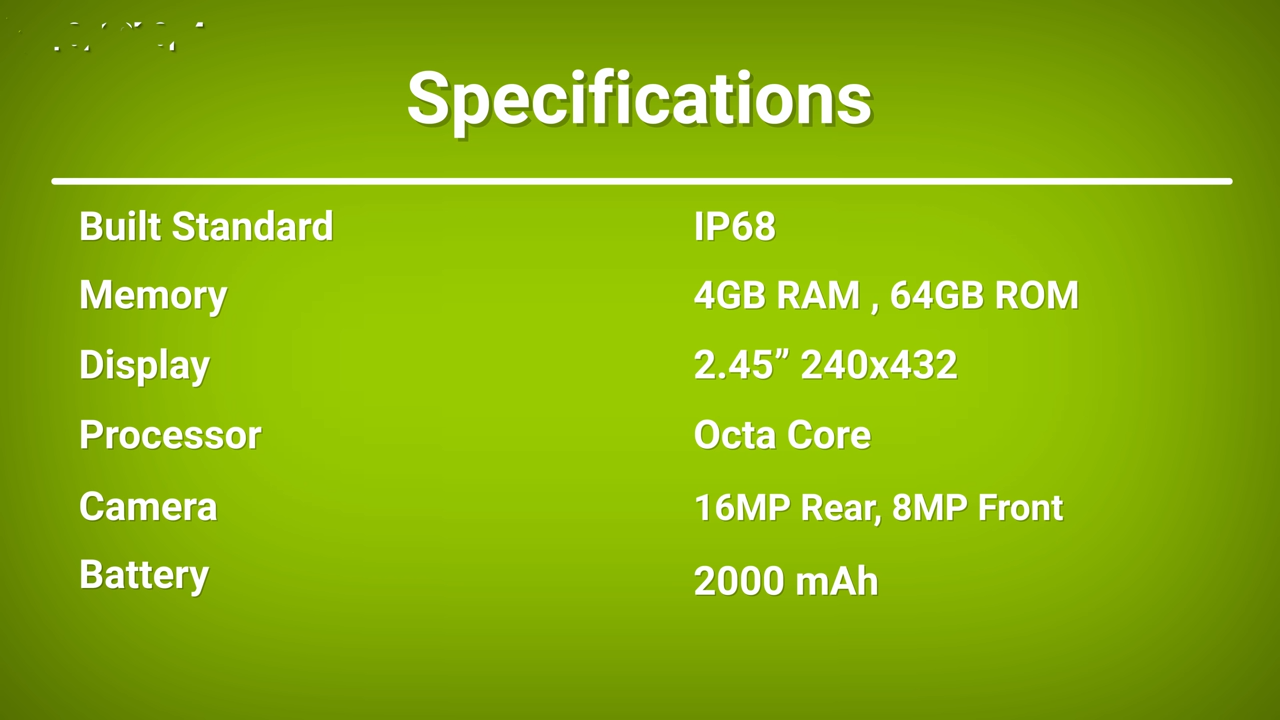 Specifications
Built Standard IP68
Memory 4GB RAM , 64GB ROM
Display 2.45” 240x432
Processor Octa Core
Camera 16MP Rear, 8MP Front
Battery 2000 mAh